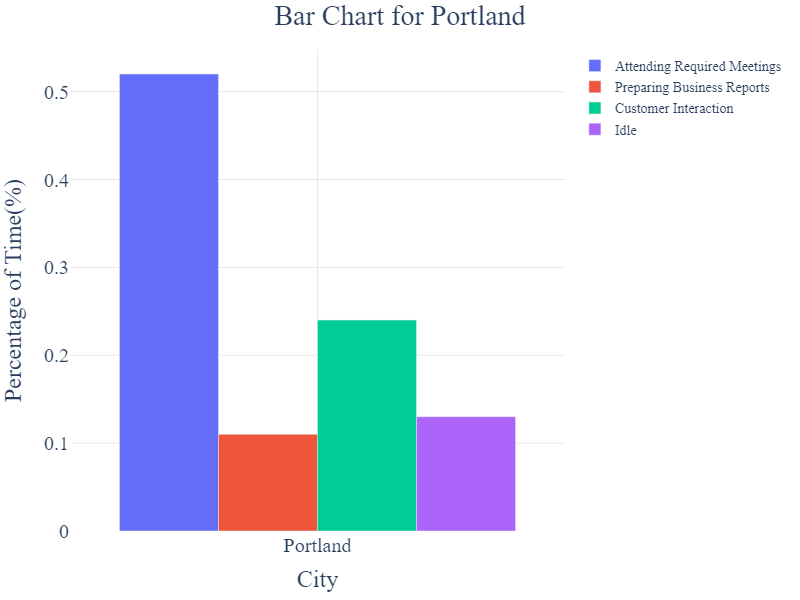 Bar Chart for Portland
Attending Required Meetings
Preparing Business Reports
Customer Interaction
Idle
Percentage of Time(%)
0.5
0.4
0.3
0.2
0.1
0
Portland
City